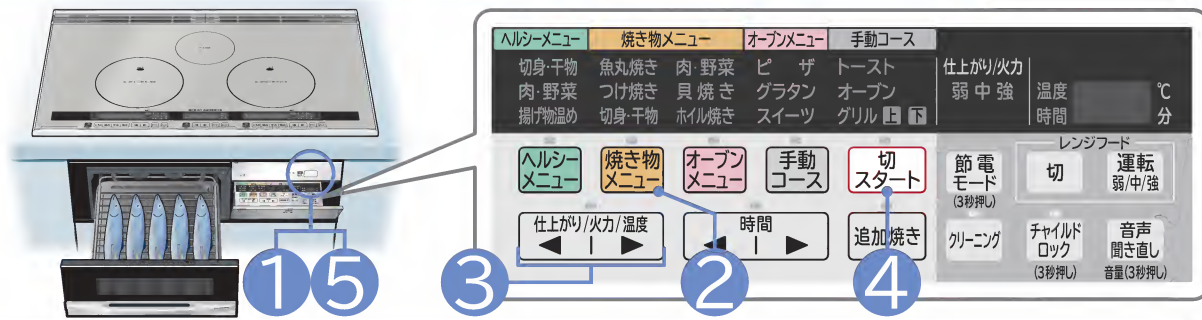 ヘルシーメニュー 焼き物メニュー オーブンメニュー 手動コース
切身・干物 魚丸焼き 肉・野菜 ピザ トースト
肉・野菜 つけ焼き 貝焼き グラタン オーブン
揚げ物温め 切身・干物 ホイル焼き スイーツ グリル 上 下
仕上がり/火力
弱 中 強
温度 ℃
時間 分
ヘルシー
メニュー
焼き物
メニュー
オーブン
メニュー
手動
コース
切
スタート
節電
モード
(3秒押し)
レンジフード
切
運転
弱/中/強
仕上がり/火力/温度
◀ ▶
時間
◀ ▶
追加焼き
クリーニング
チャイルド
ロック
(3秒押し)
音声
聞き直し
音量(3秒押し)
1 5 3 2 4